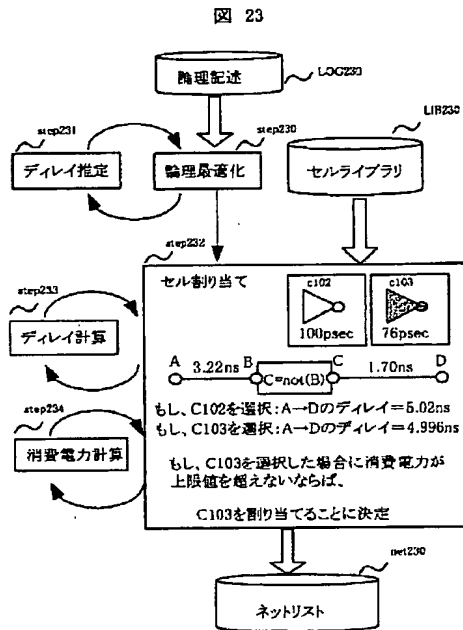 図 23
論理記述
LOG230
step231
step230
LIB230
ディレイ推定
論理最適化
セルライブラリ
step232
セル割り当て
c102
100psec
c103
76psec
step233
ディレイ計算
A 3.22ns B C=not(B) C 1.70ns D
もし、C102を選択:A→Dのディレイ=5.02ns
もし、C103を選択:A→Dのディレイ=4.996ns
step234
消費電力計算
もし、C103を選択した場合に消費電力が
上限値を超えないならば。
C103を割り当てることに決定
net230
ネットリスト